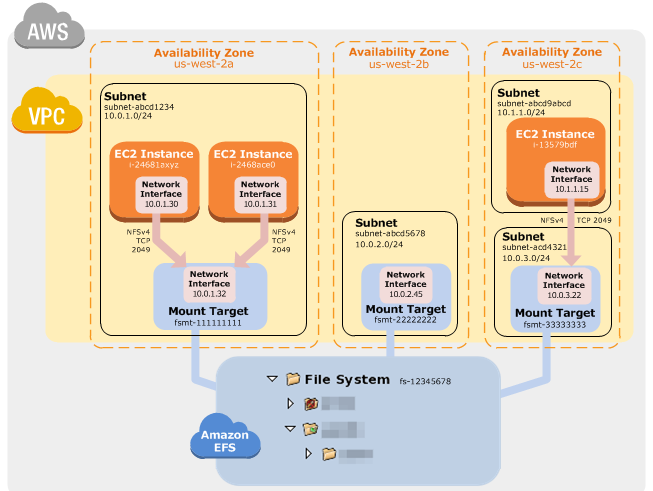 AWS
VPC
Availability Zone
us-west-2a
Subnet
subnet-abcd1234
10.0.1.0/24
EC2 Instance
i-24681axyz
Network
Interface
10.0.1.30
EC2 Instance
i-2468ace0
Network
Interface
10.0.1.31
NFSv4
TCP
2049
NFSv4
TCP
2049
Network
Interface
10.0.1.32
Mount Target
fsmt-111111111
Availability Zone
us-west-2b
Subnet
subnet-abcd5678
10.0.2.0/24
Network
Interface
10.0.2.45
Mount Target
fsmt-22222222
Availability Zone
us-west-2c
Subnet
subnet-abcd9abcd
10.1.1.0/24
EC2 Instance
i-13579bdf
Network
Interface
10.1.1.15
NFSv4 TCP 2049
Subnet
subnet-acd4321
10.0.3.0/24
Network
Interface
10.0.3.22
Mount Target
fsmt-33333333
File System fs-12345678
Amazon
EFS